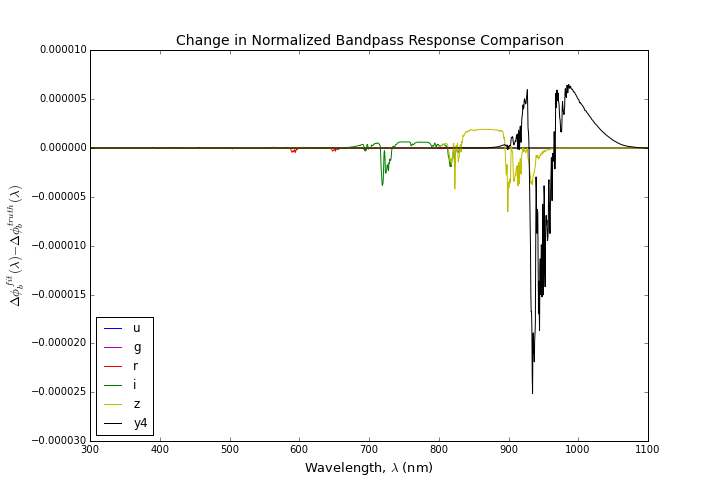 Change in Normalized Bandpass Response Comparison
0.000010
0.000005
0.000000
−0.000005
−0.000010
−0.000015
−0.000020
−0.000025
−0.000030
Δϕ_b^{fit}(λ)−Δϕ_b^{truth}(λ)
u
g
r
i
z
y4
300 400 500 600 700 800 900 1000 1100
Wavelength, λ (nm)